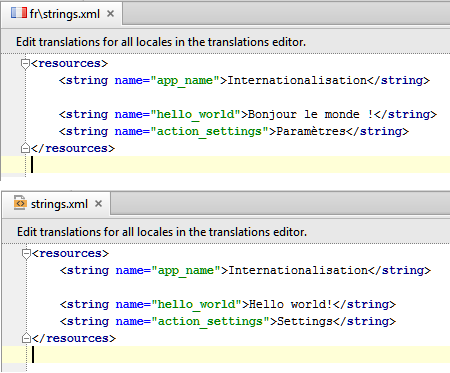 fr\strings.xml
Edit translations for all locales in the translations editor.
<resources>
<string name="app_name">Internationalisation</string>
<string name="hello_world">Bonjour le monde !</string>
<string name="action_settings">Paramètres</string>
</resources>
strings.xml
Edit translations for all locales in the translations editor.
<resources>
<string name="app_name">Internationalisation</string>
<string name="hello_world">Hello world!</string>
<string name="action_settings">Settings</string>
</resources>